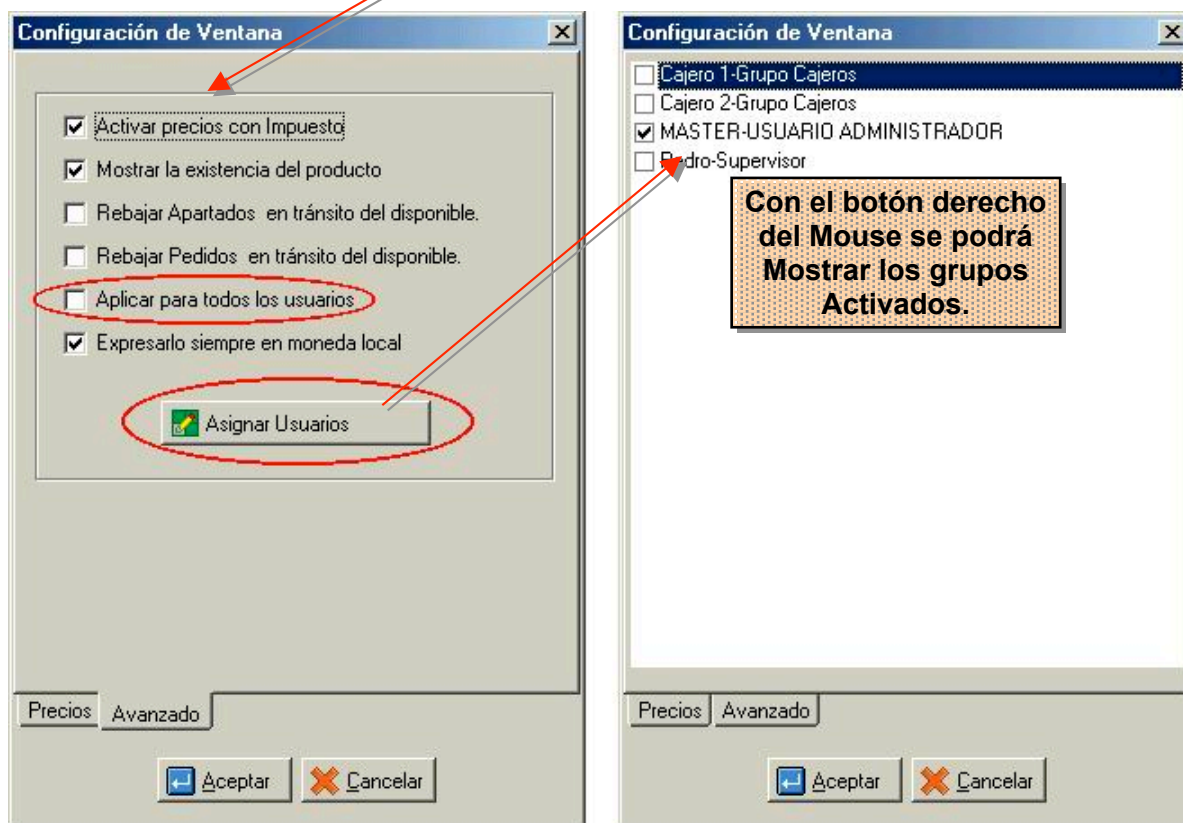 Configuración de Ventana
Activar precios con Impuesto
Mostrar la existencia del producto
Rebajar Apartados en tránsito del disponible.
Rebajar Pedidos en tránsito del disponible.
Aplicar para todos los usuarios
Expresarlo siempre en moneda local
Asignar Usuarios
Precios
Avanzado
Aceptar
Cancelar
Configuración de Ventana
Cajero 1-Grupo Cajeros
Cajero 2-Grupo Cajeros
MASTER-USUARIO ADMINISTRADOR
Pedro-Supervisor
Con el botón derecho
del Mouse se podrá
Mostrar los grupos
Activados.
Precios
Avanzado
Aceptar
Cancelar